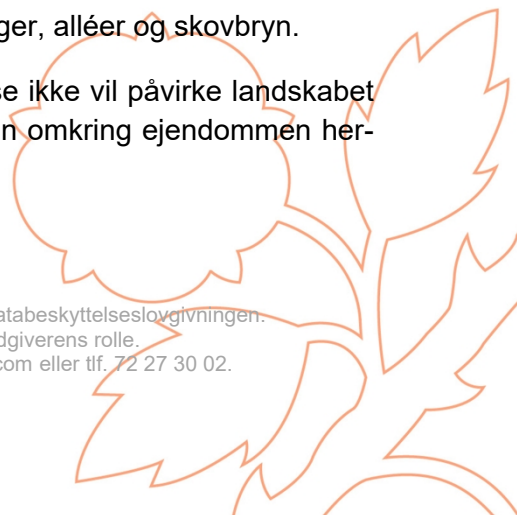 ger, alléer og skovbryn.
se ikke vil påvirke landskabet
n omkring ejendommen her-
atabeskyttelseslovgivningen.
dgiverens rolle.
com eller tlf. 72 27 30 02.